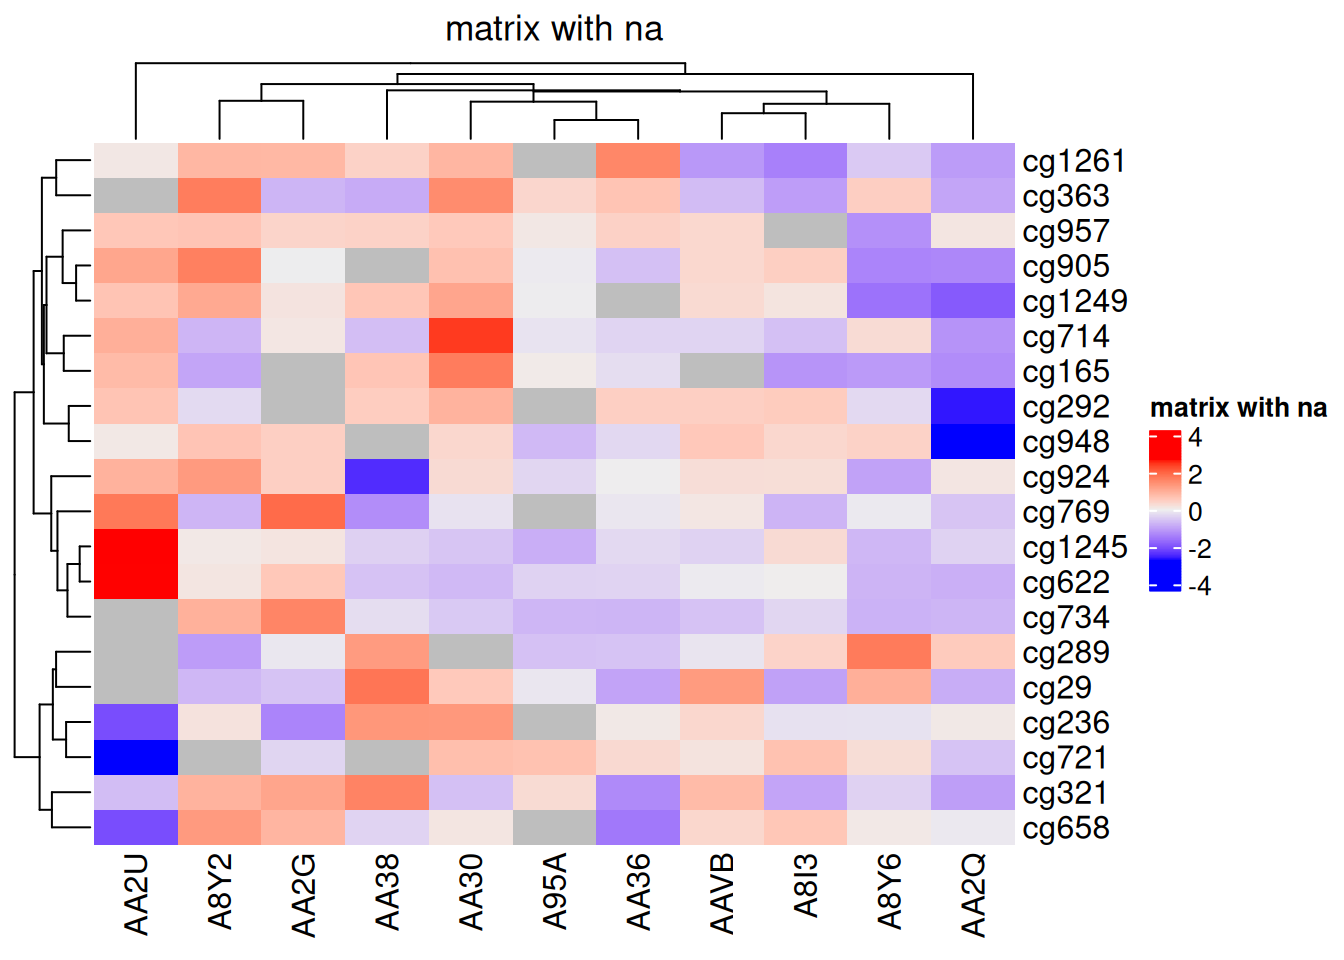 matrix with na
cg1261
cg363
cg957
cg905
cg1249
cg714
cg165
cg292
cg948
cg924
cg769
cg1245
cg622
cg734
cg289
cg29
cg236
cg721
cg321
cg658
AA2U
A8Y2
AA2G
AA38
AA30
A95A
AA36
AAVB
A8I3
A8Y6
AA2Q
matrix with na
4
2
0
-2
-4